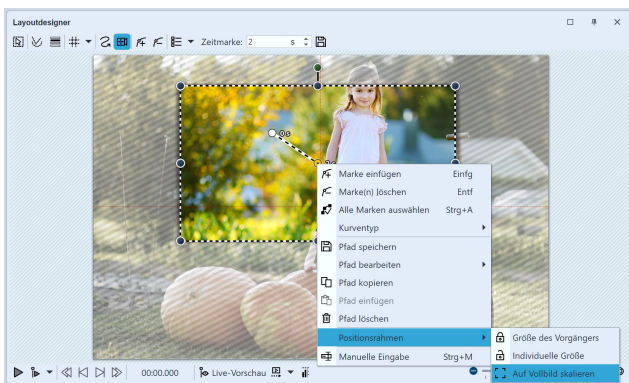 Layoutdesigner
Zeitmarke: 2 s
0s
Marke einfügen Einfg
Marke(n) löschen Entf
Alle Marken auswählen Strg+A
Kurventyp
Pfad speichern
Pfad bearbeiten
Pfad kopieren
Pfad einfügen
Pfad löschen
Positionsrahmen
Größe des Vorgängers
Manuelle Eingabe Strg+M
Individuelle Größe
Auf Vollbild skalieren
00:00.000 Live-Vorschau